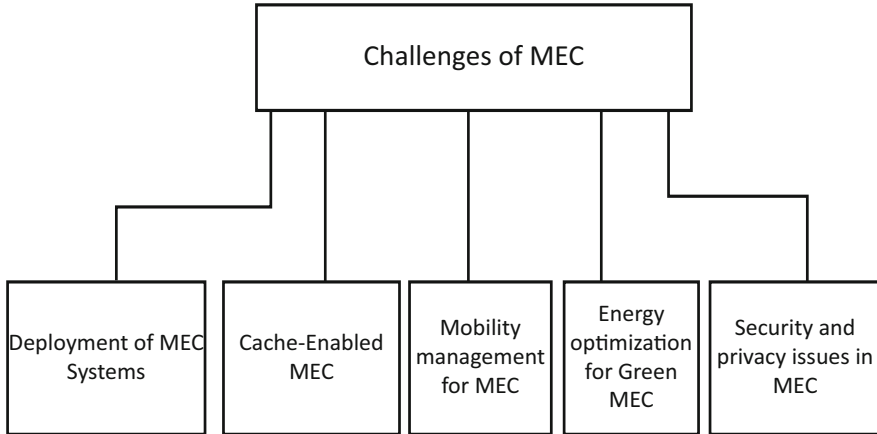 Challenges of MEC
Deployment of MEC
Systems
Cache-Enabled
MEC
Mobility
management
for MEC
Energy
optimization
for Green
MEC
Security and
privacy issues in
MEC